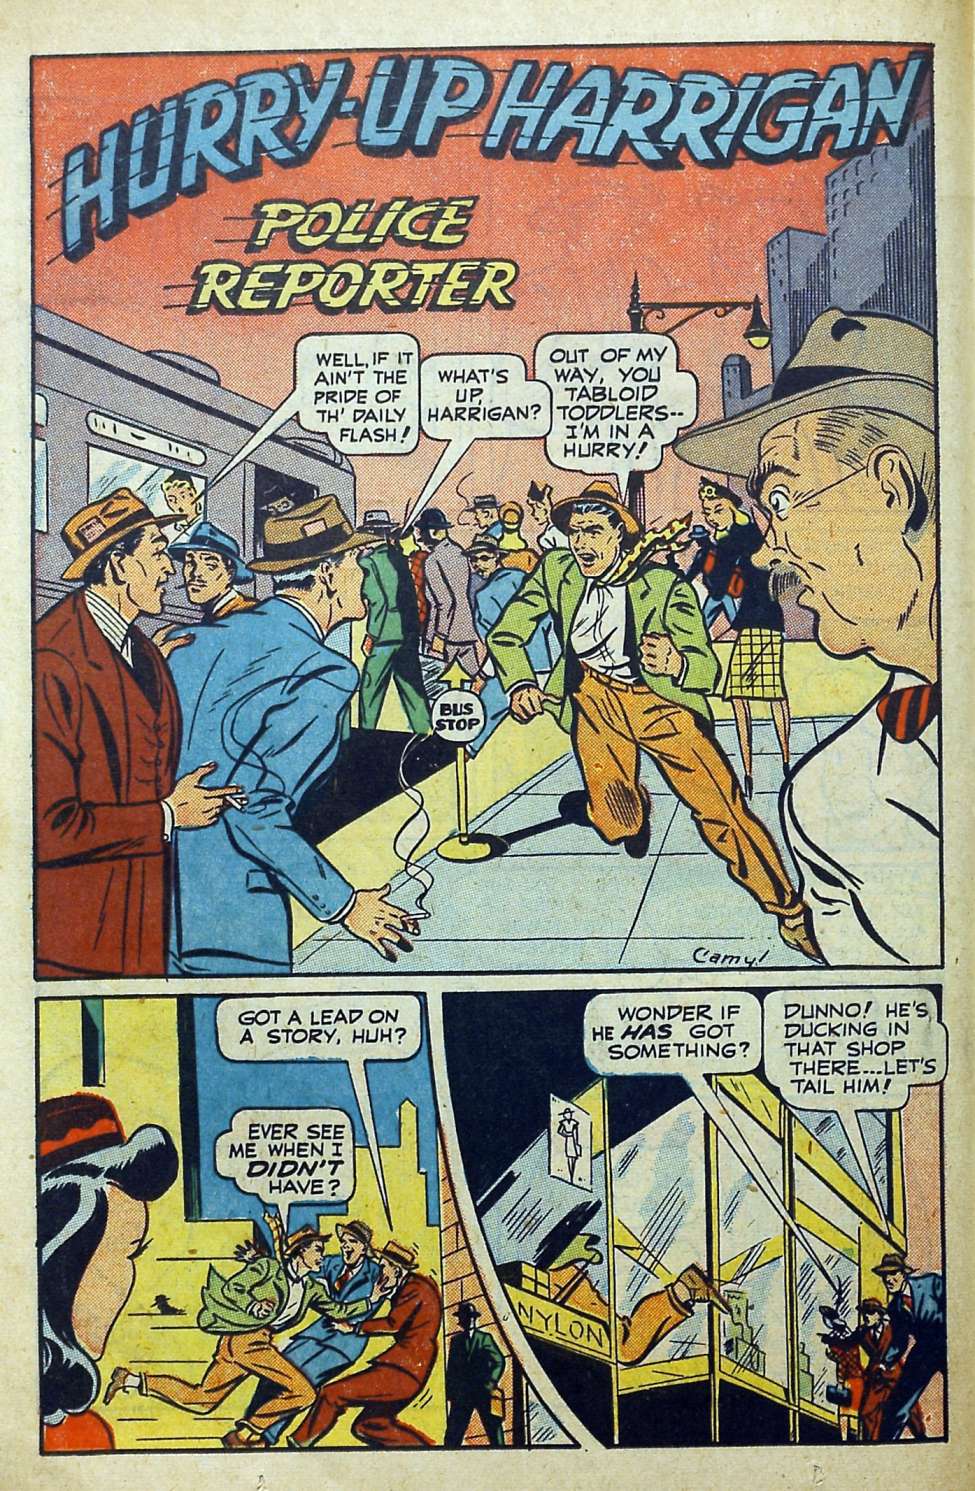 HURRY-UP HARRIGAN
POLICE
REPORTER
WELL, IF IT
AIN'T THE
PRIDE OF
TH' DAILY
FLASH!
WHAT'S
UP,
HARRIGAN?
OUT OF MY
WAY, YOU
TABLOID
TODDLERS--
I'M IN A
HURRY!
BUS
STOP
Camy!
GOT A LEAD ON
A STORY, HUH?
EVER SEE
ME WHEN I
DIDN'T
HAVE?
WONDER IF
HE HAS GOT
SOMETHING?
DUNNO! HE'S
DUCKING IN
THAT SHOP
THERE...LET'S
TAIL HIM!
NYLON